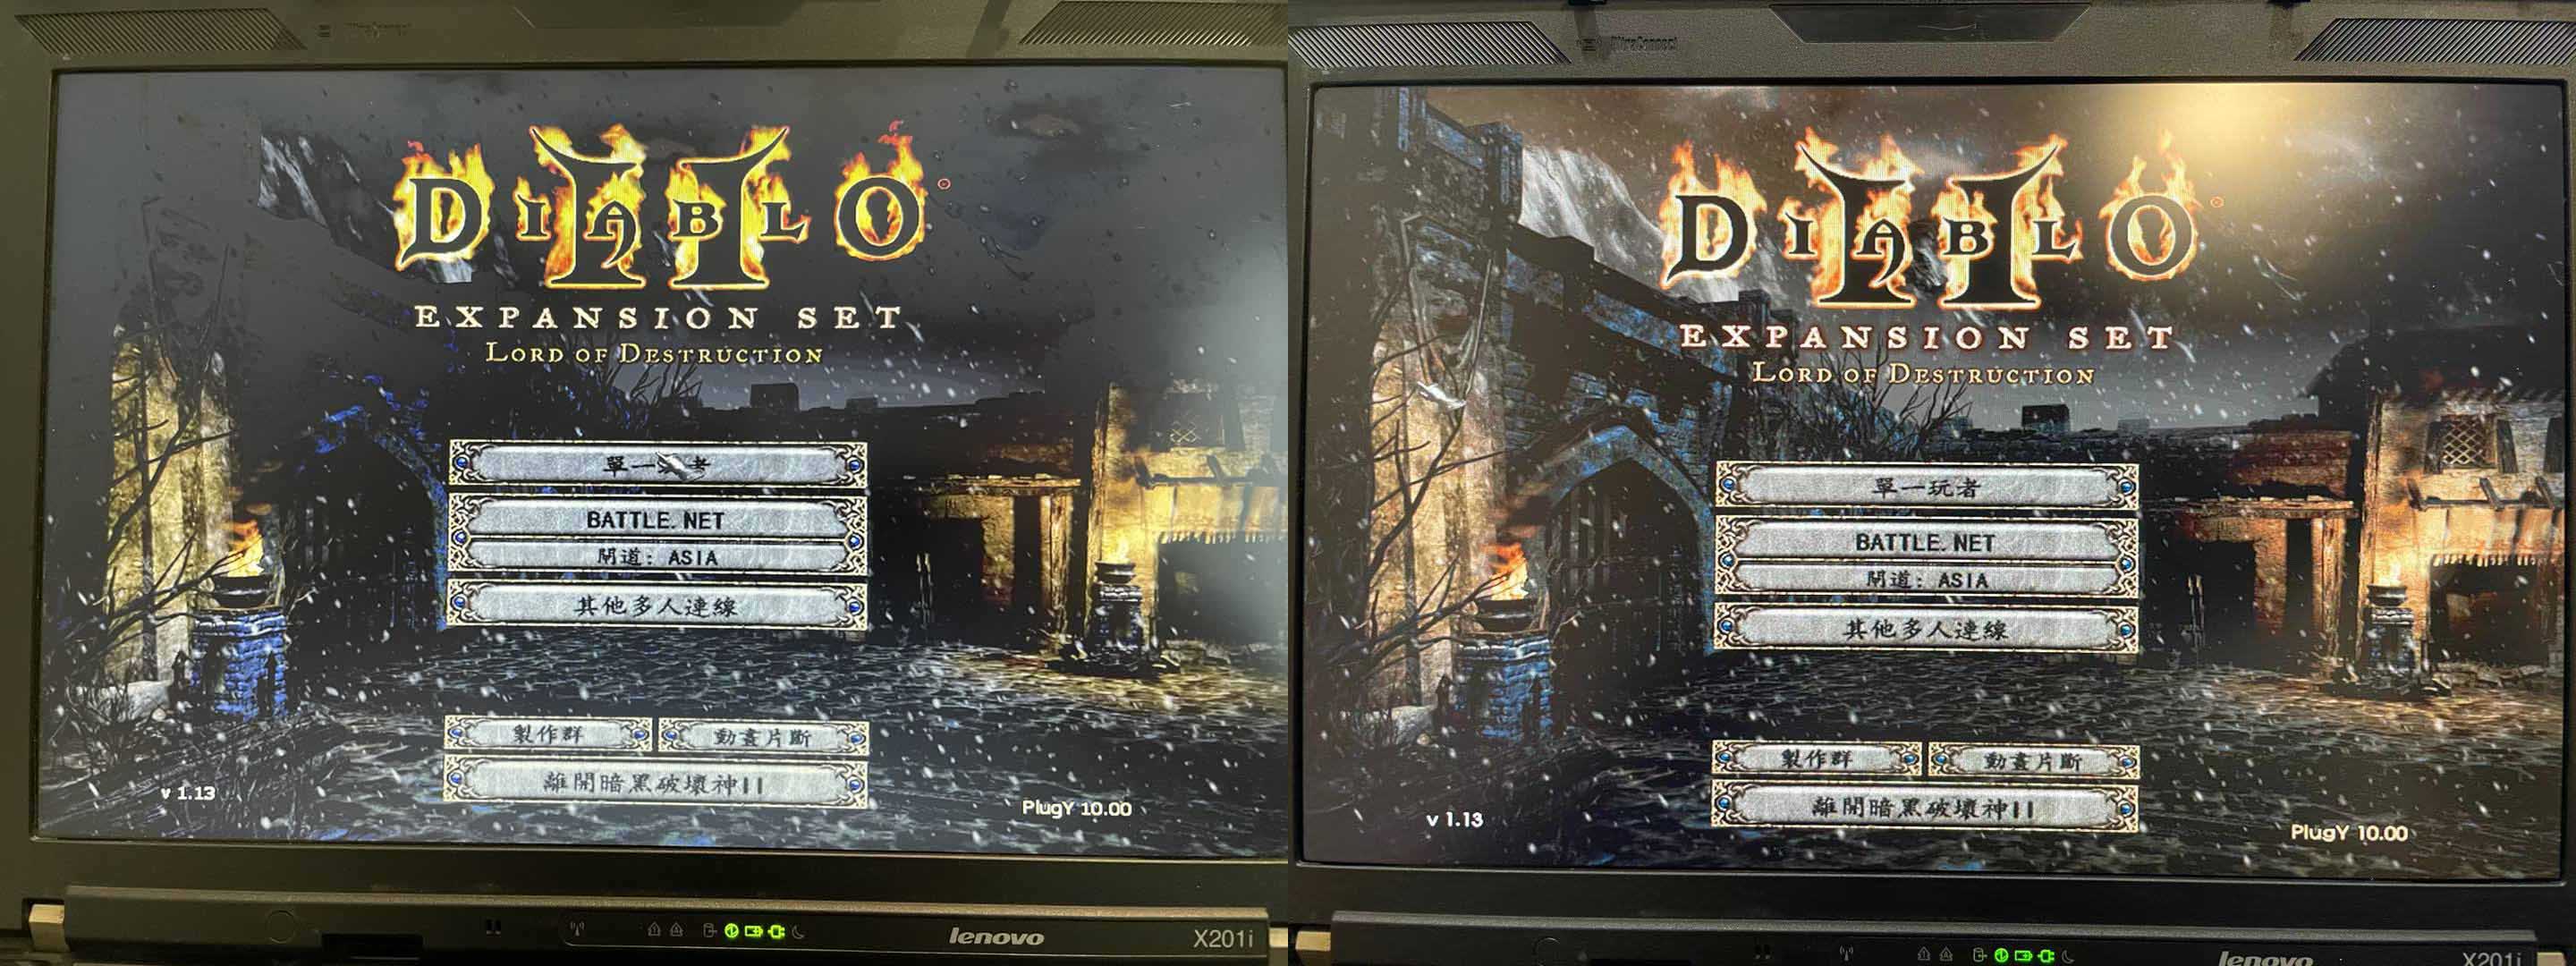 DIABLO II
EXPANSION SET
LORD OF DESTRUCTION
單一 者
BATTLE.NET
閘道: ASIA
其他多人連線
製作群
動畫片斷
離開暗黑破壞神II
v 1.13
PlugY 10.00
lenovo
X201i
DIABLO II
EXPANSION SET
LORD OF DESTRUCTION
單一玩者
BATTLE.NET
閘道: ASIA
其他多人連線
製作群
動畫片斷
離開暗黑破壞神II
v 1.13
PlugY 10.00
lenovo
X201i